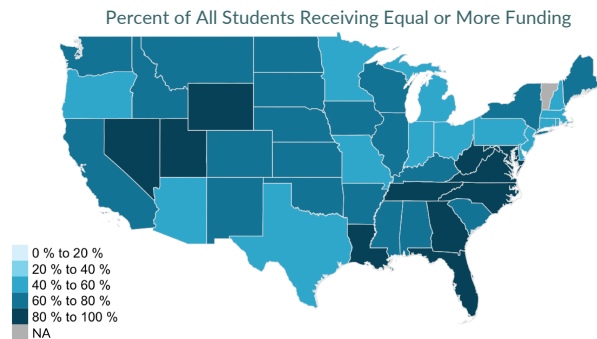 Percent of All Students Receiving Equal or More Funding
0 % to 20 %
20 % to 40 %
40 % to 60 %
60 % to 80 %
80 % to 100 %
NA